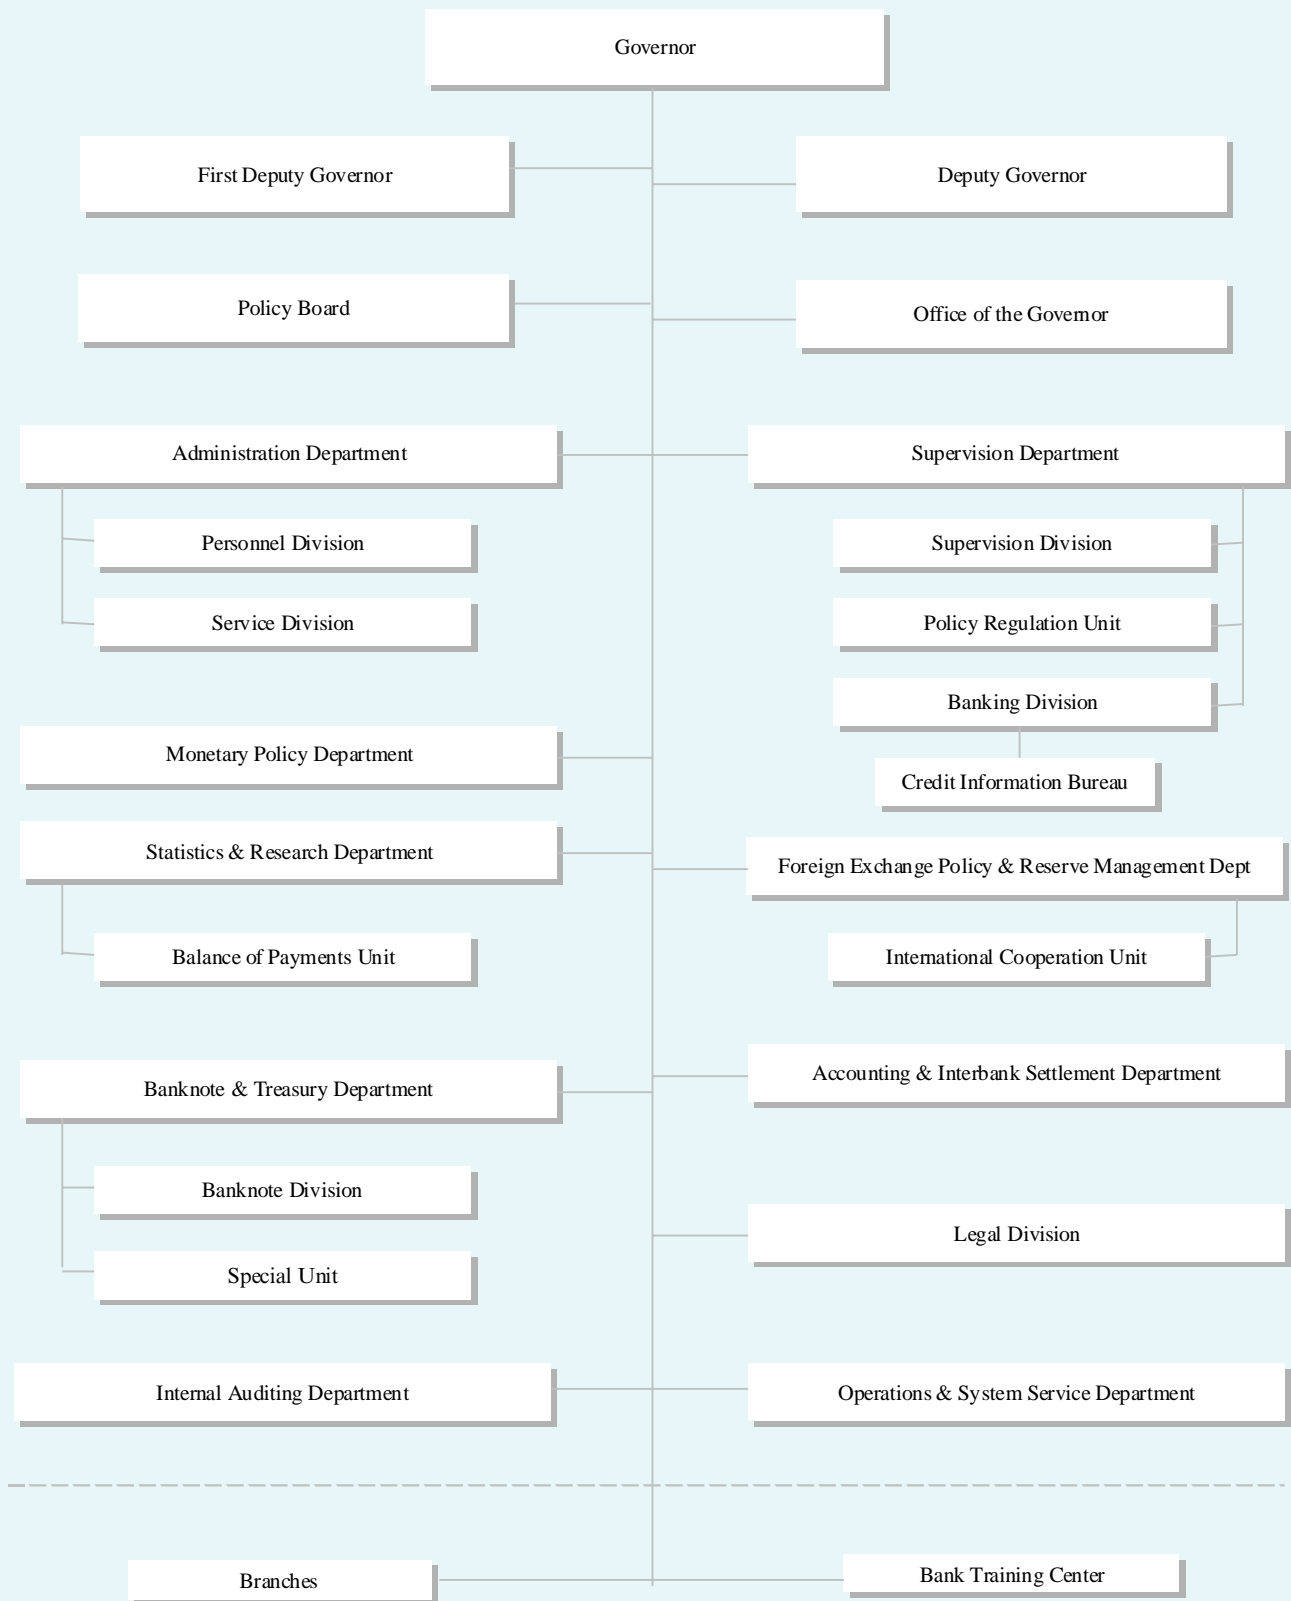 Governor
First Deputy Governor
Deputy Governor
Policy Board
Office of the Governor
Administration Department
Supervision Department
Personnel Division
Supervision Division
Service Division
Policy Regulation Unit
Banking Division
Monetary Policy Department
Credit Information Bureau
Statistics & Research Department
Foreign Exchange Policy & Reserve Management Dept
Balance of Payments Unit
International Cooperation Unit
Banknote & Treasury Department
Accounting & Interbank Settlement Department
Banknote Division
Legal Division
Special Unit
Internal Auditing Department
Operations & System Service Department
Branches
Bank Training Center